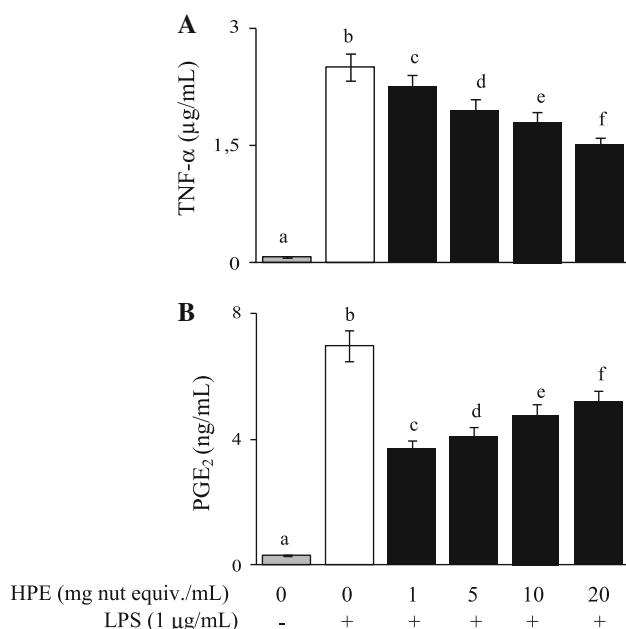 A
3
1,5
0
TNF-α (µg/mL)
a
b
c
d
e
f
B
8
4
0
PGE₂ (ng/mL)
a
b
c
d
e
f
HPE (mg nut equiv./mL) 0 0 1 5 10 20
LPS (1 µg/mL) - + + + + +